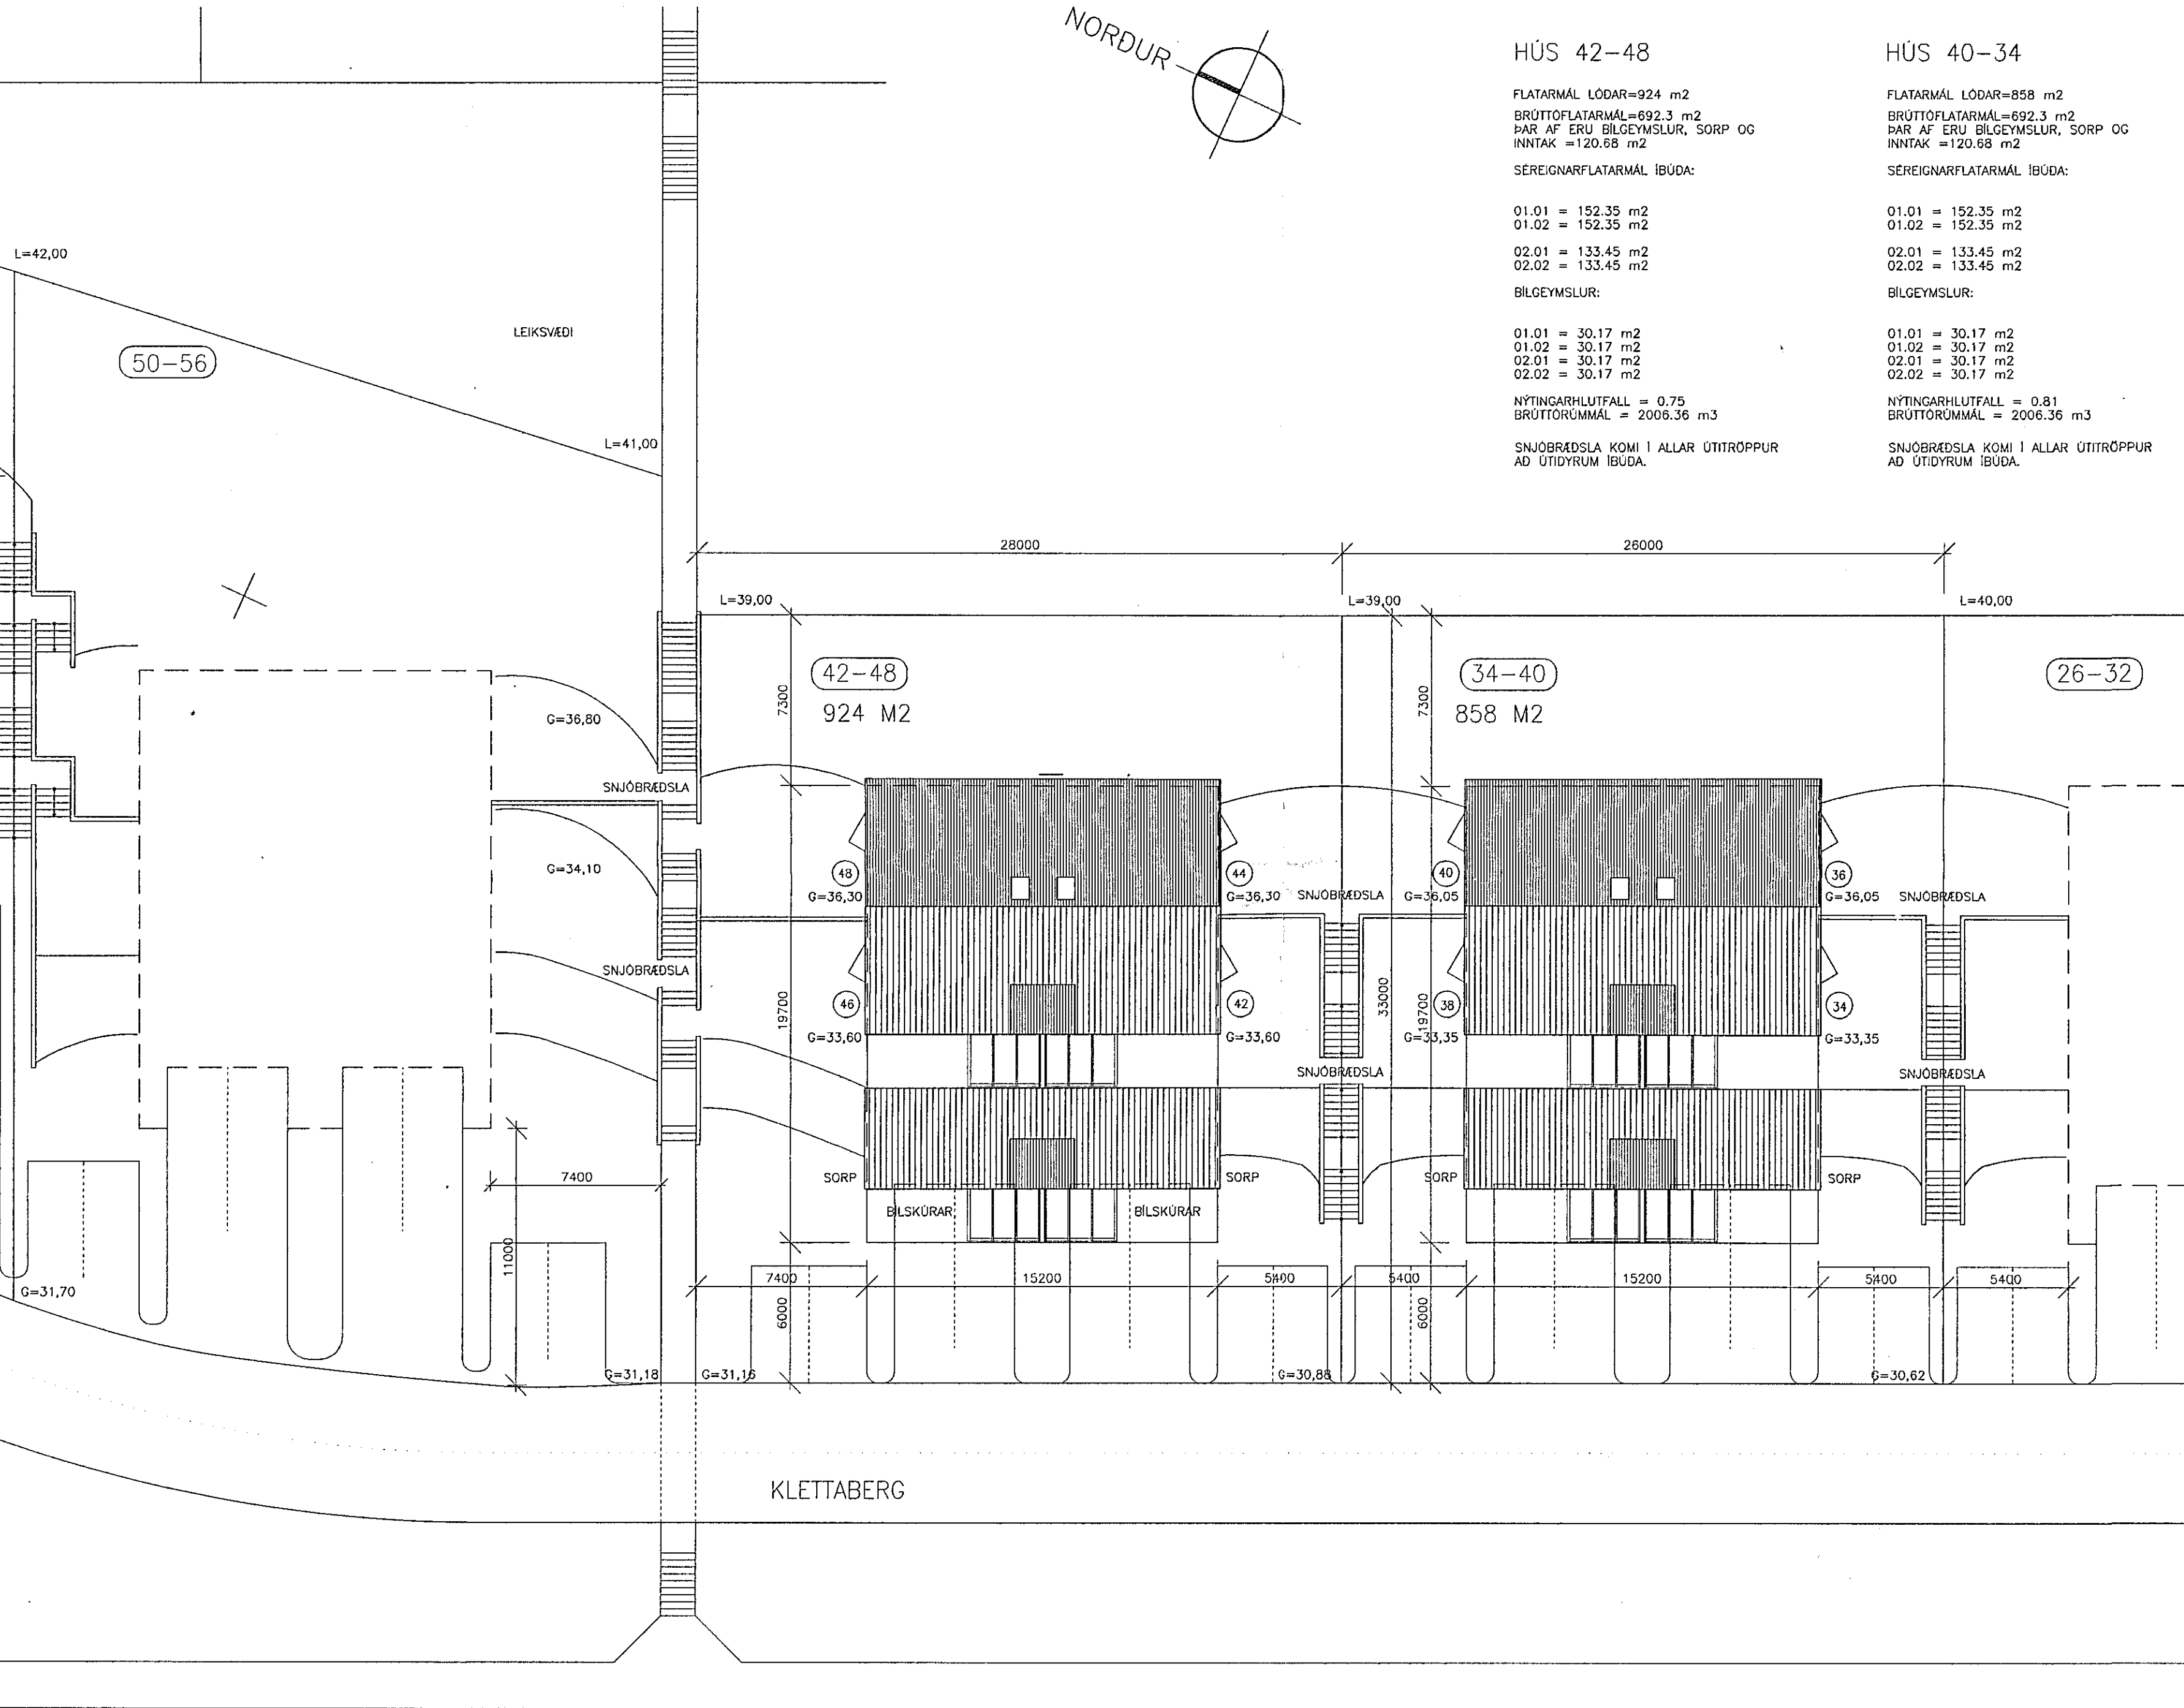 NORÐUR
HÚS 42-48
FLATARMÁL LÓÐAR=924 m2
BRÚTTÓFLATARMÁL=692.3 m2
ÞAR AF ERU BÍLGEYMSLUR, SORP OG
INNTAK =120.68 m2
SÉREIGNARFLATARMÁL ÍBÚÐA:
01.01 = 152.35 m2
01.02 = 152.35 m2
02.01 = 133.45 m2
02.02 = 133.45 m2
BÍLGEYMSLUR:
01.01 = 30.17 m2
01.02 = 30.17 m2
02.01 = 30.17 m2
02.02 = 30.17 m2
NÝTINGARHLUTFALL = 0.75
BRÚTTÓRÚMMÁL = 2006.36 m3
SNJÓBRÆÐSLA KOMI Í ALLAR ÚTITRÖPPUR
AÐ ÚTIDYRUM ÍBÚÐA.
HÚS 40-34
FLATARMÁL LÓÐAR=858 m2
BRÚTTÓFLATARMÁL=692.3 m2
ÞAR AF ERU BÍLGEYMSLUR, SORP OG
INNTAK =120.68 m2
SÉREIGNARFLATARMÁL ÍBÚÐA:
01.01 = 152.35 m2
01.02 = 152.35 m2
02.01 = 133.45 m2
02.02 = 133.45 m2
BÍLGEYMSLUR:
01.01 = 30.17 m2
01.02 = 30.17 m2
02.01 = 30.17 m2
02.02 = 30.17 m2
NÝTINGARHLUTFALL = 0.81
BRÚTTÓRÚMMÁL = 2006.36 m3
SNJÓBRÆÐSLA KOMI Í ALLAR ÚTITRÖPPUR
AÐ ÚTIDYRUM ÍBÚÐA.
L=42,00
LEIKSVÆÐI
50-56
L=41,00
28000
26000
L=39,00
L=39,00
L=40,00
42-48
924 M2
34-40
858 M2
26-32
7300
7300
G=36,80
SNJÓBRÆÐSLA
G=34,10
48
G=36,30
44
G=36,30
SNJÓBRÆÐSLA
40
G=36,05
36
G=36,05
SNJÓBRÆÐSLA
SNJÓBRÆÐSLA
46
G=33,60
42
G=33,60
38
G=33,35
34
G=33,35
19700
33000
19700
SNJÓBRÆÐSLA
SNJÓBRÆÐSLA
7400
SORP
SORP
SORP
SORP
BÍLSKÚRAR
BÍLSKÚRAR
11000
G=31,70
7400
15200
5400
5400
15200
5400
5400
6000
6000
G=31,18
G=31,16
G=30,88
G=30,62
KLETTABERG